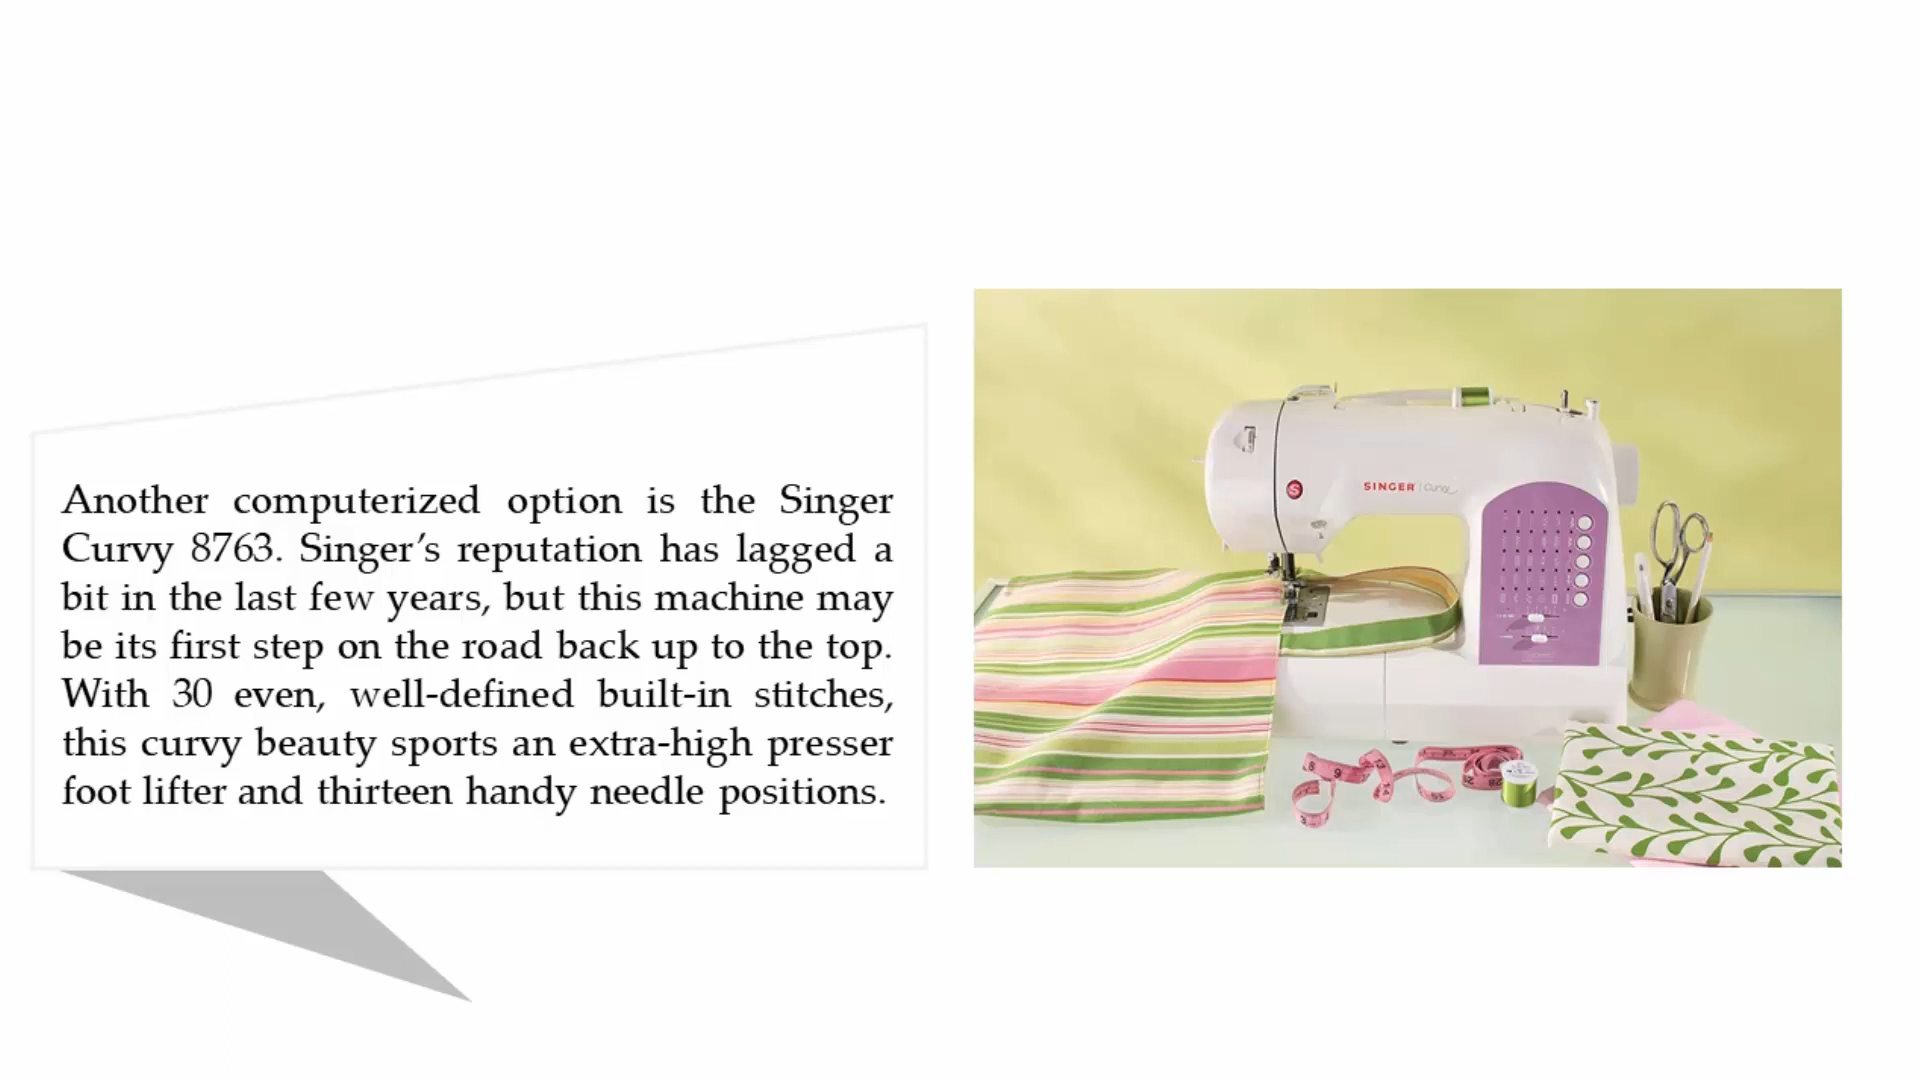 Another computerized option is the Singer
Curvy 8763. Singer’s reputation has lagged a
bit in the last few years, but this machine may
be its first step on the road back up to the top.
With 30 even, well-defined built-in stitches,
this curvy beauty sports an extra-high presser
foot lifter and thirteen handy needle positions.
SINGER | Curvy
S